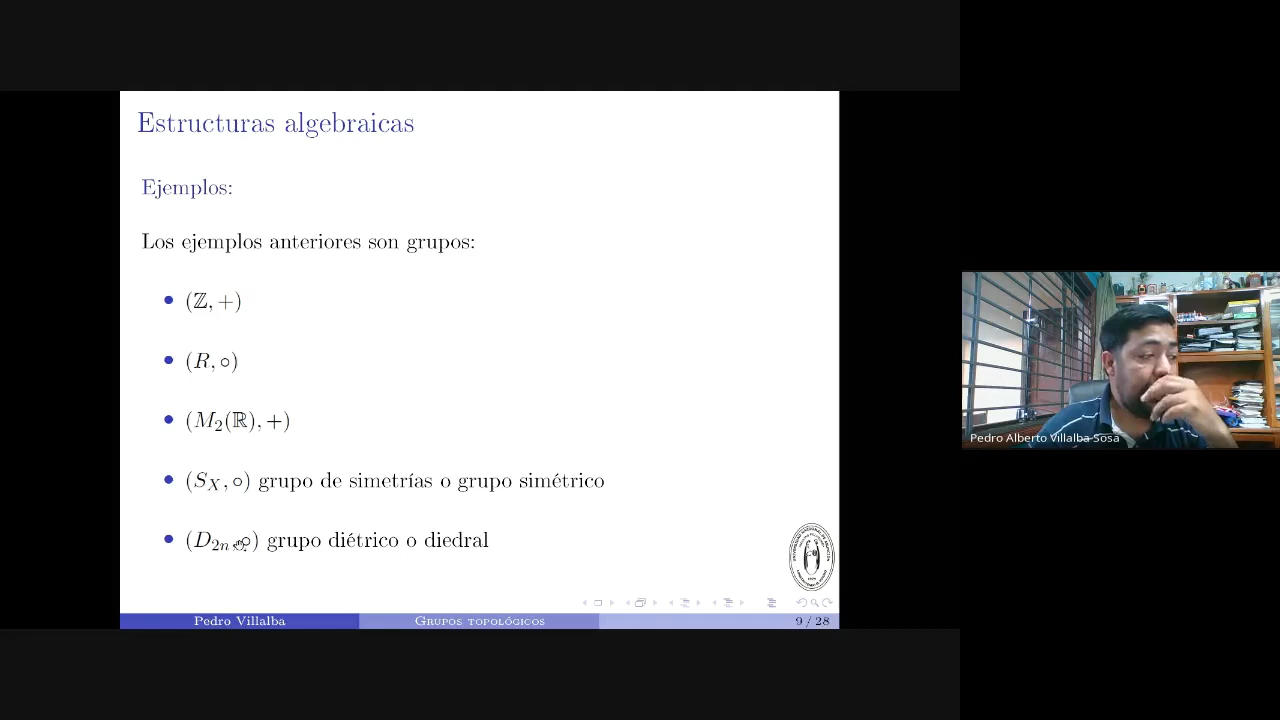 Estructuras algebraicas
Ejemplos:
Los ejemplos anteriores son grupos:
• (ℤ, +)
• (R, ∘)
• (M₂(ℝ), +)
• (S_X, ∘) grupo de simetrías o grupo simétrico
• (D₂ₙ, ∘) grupo diétrico o diedral
Pedro Villalba
Grupos topológicos
9 / 28
Pedro Alberto Villalba Sosa